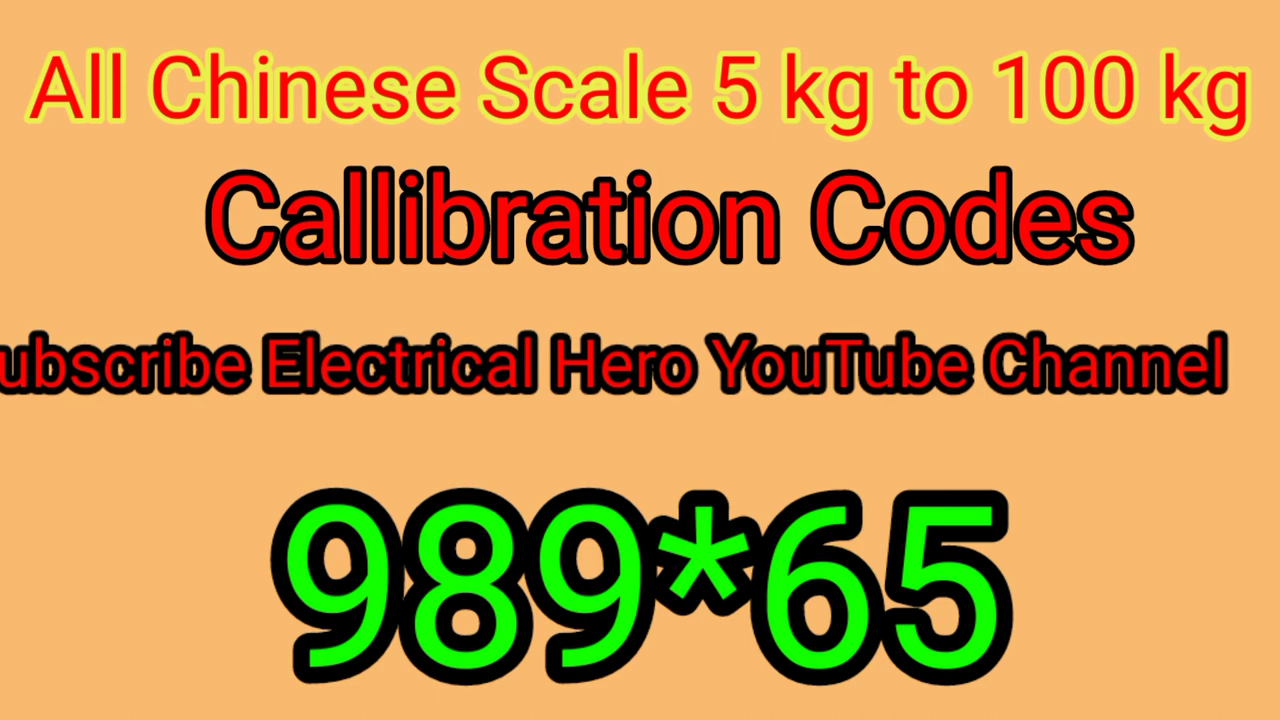 All Chinese Scale 5 kg to 100 kg
Callibration Codes
ubscribe Electrical Hero YouTube Channel
989*65